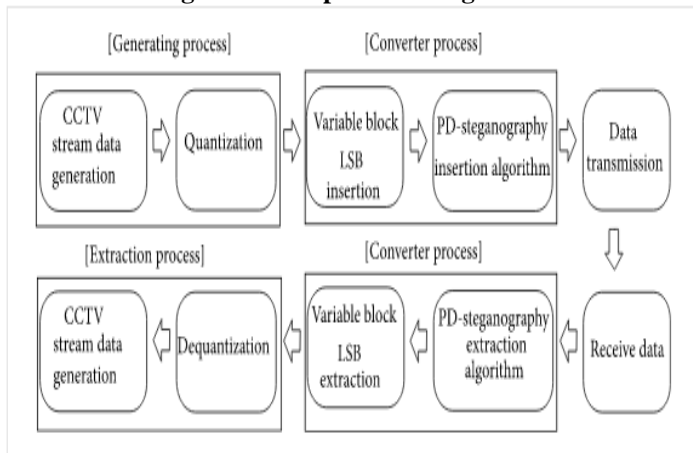 [Generating process]
[Converter process]
CCTV
stream data
generation
Quantization
Variable block
LSB
insertion
PD-steganography
insertion algorithm
Data
transmission
[Extraction process]
[Converter process]
CCTV
stream data
generation
Dequantization
Variable block
LSB
extraction
PD-steganography
extraction
algorithm
Receive data